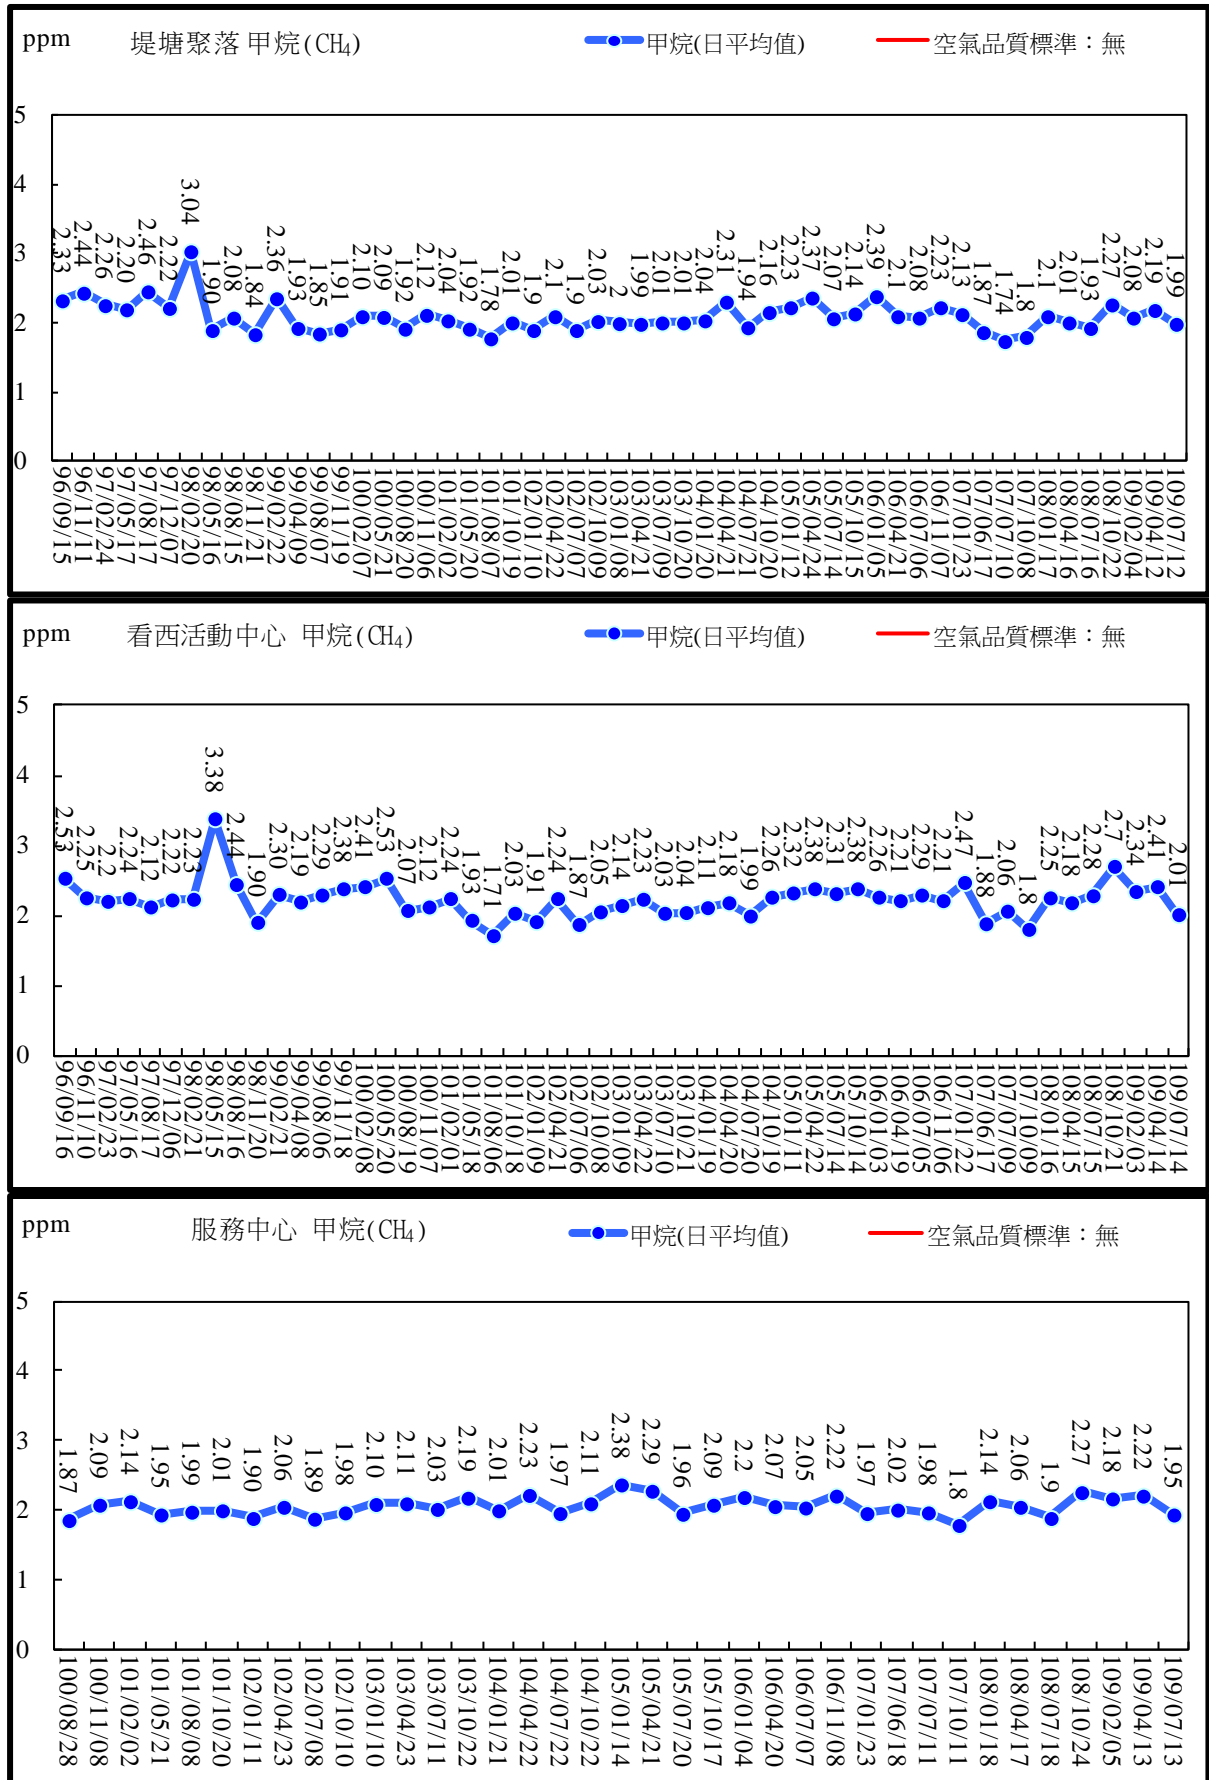 ppm 堤塘聚落 甲烷(CH4) 甲烷(日平均值) 空氣品質標準：無
5
4
3
2
1
0
2.33 2.44 2.26 2.20 2.46 2.22 3.04 1.90 2.08 1.84 2.36 1.93 1.85 1.91 2.10 2.09 1.92 2.12 2.04 1.92 1.78 2.01 1.9 2.1 1.9 2.03 2 1.99 2.01 2.01 2.04 2.31 1.94 2.16 2.23 2.37 2.07 2.14 2.39 2.1 2.08 2.23 2.13 1.87 1.74 1.8 2.1 2.01 1.93 2.27 2.08 2.19 1.99
96/09/15 96/11/11 97/02/24 97/05/17 97/08/17 97/12/07 98/02/20 98/05/16 98/08/15 98/11/21 99/02/22 99/04/09 99/08/07 99/11/19 100/02/07 100/05/21 100/08/20 100/11/06 101/02/02 101/05/20 101/08/07 101/10/19 102/01/10 102/04/22 102/07/07 102/10/09 103/01/08 103/04/21 103/07/09 103/10/20 104/01/20 104/04/21 104/07/21 104/10/20 105/01/12 105/04/24 105/07/14 105/10/15 106/01/05 106/04/21 106/07/06 106/11/07 107/01/23 107/06/17 107/07/10 107/10/08 108/01/17 108/04/16 108/07/16 108/10/22 109/02/04 109/04/12 109/07/12
ppm 看西活動中心 甲烷(CH4) 甲烷(日平均值) 空氣品質標準：無
5
4
3
2
1
0
2.53 2.25 2.2 2.24 2.12 2.22 2.23 3.38 2.44 1.90 2.30 2.19 2.29 2.38 2.41 2.53 2.07 2.12 2.24 1.93 1.71 2.03 1.91 2.24 1.87 2.05 2.14 2.23 2.03 2.04 2.11 2.18 1.99 2.26 2.32 2.38 2.31 2.38 2.26 2.21 2.29 2.21 2.47 1.88 2.06 1.8 2.25 2.18 2.28 2.7 2.34 2.41 2.01
96/09/16 96/11/10 97/02/23 97/05/16 97/08/17 97/12/06 98/02/21 98/05/15 98/08/16 98/11/20 99/02/21 99/04/08 99/08/06 99/11/18 100/02/08 100/05/20 100/08/19 100/11/07 101/02/01 101/05/18 101/08/06 101/10/18 102/01/09 102/04/21 102/07/06 102/10/08 103/01/09 103/04/22 103/07/10 103/10/21 104/01/19 104/04/20 104/07/20 104/10/19 105/01/11 105/04/22 105/07/14 105/10/14 106/01/03 106/04/19 106/07/05 106/11/06 107/01/22 107/06/17 107/07/09 107/10/09 108/01/16 108/04/15 108/07/15 108/10/21 109/02/03 109/04/14 109/07/14
ppm 服務中心 甲烷(CH4) 甲烷(日平均值) 空氣品質標準：無
5
4
3
2
1
0
1.87 2.09 2.14 1.95 1.99 2.01 1.90 2.06 1.89 1.98 2.10 2.11 2.03 2.19 2.01 2.23 1.97 2.11 2.38 2.29 1.96 2.09 2.2 2.07 2.05 2.22 1.97 2.02 1.98 1.8 2.14 2.06 1.9 2.27 2.18 2.22 1.95
100/08/28 100/11/08 101/02/02 101/05/21 101/08/08 101/10/20 102/01/11 102/04/23 102/07/08 102/10/10 103/01/10 103/04/23 103/07/11 103/10/22 104/01/21 104/04/22 104/07/22 104/10/22 105/01/14 105/04/21 105/07/20 105/10/17 106/01/04 106/04/20 106/07/07 106/11/08 107/01/23 107/06/18 107/07/11 107/10/11 108/01/18 108/04/17 108/07/18 108/10/24 109/02/05 109/04/13 109/07/13